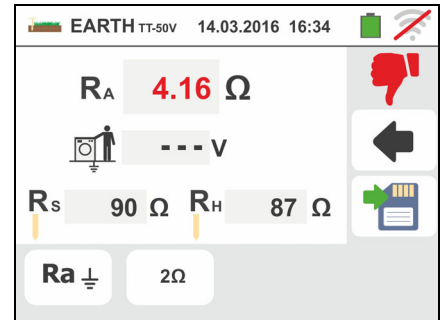 EARTH TT-50V 14.03.2016 16:34
RA 4.16 Ω
- - - V
RS 90 Ω RH 87 Ω
Ra ⏚ 2Ω